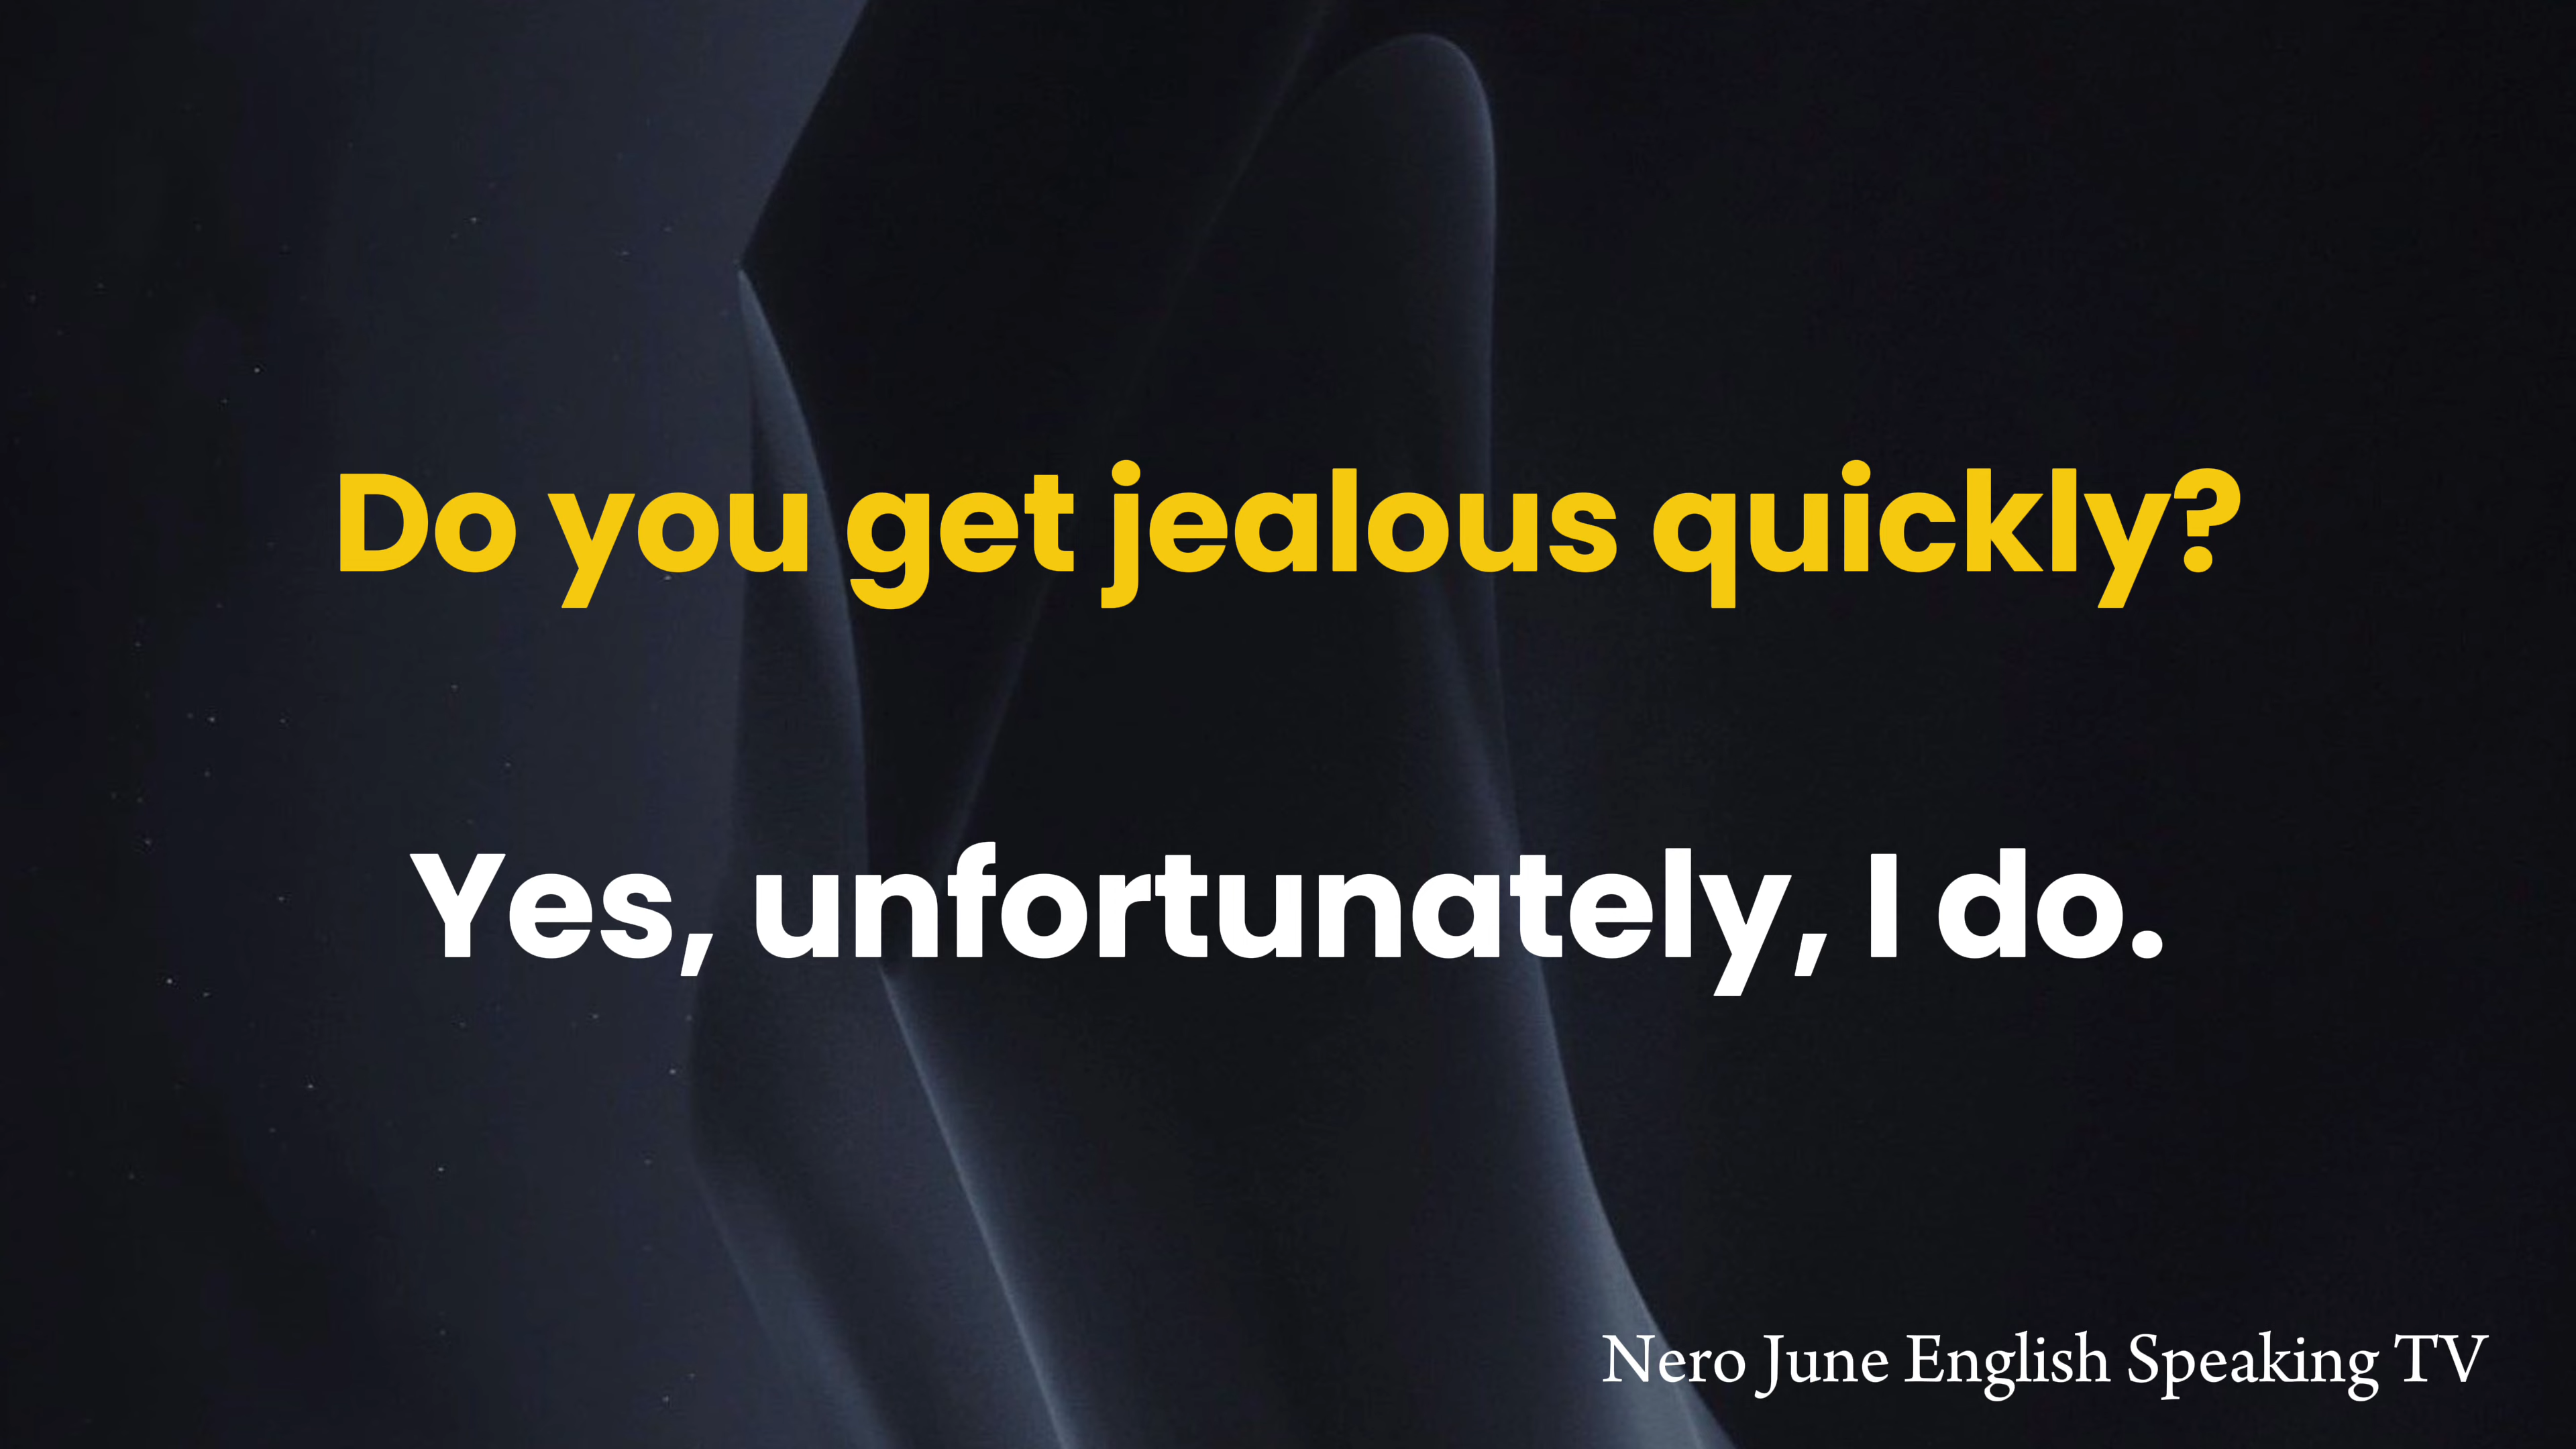 Do you get jealous quickly?
Yes, unfortunately, I do.
Nero June English Speaking TV